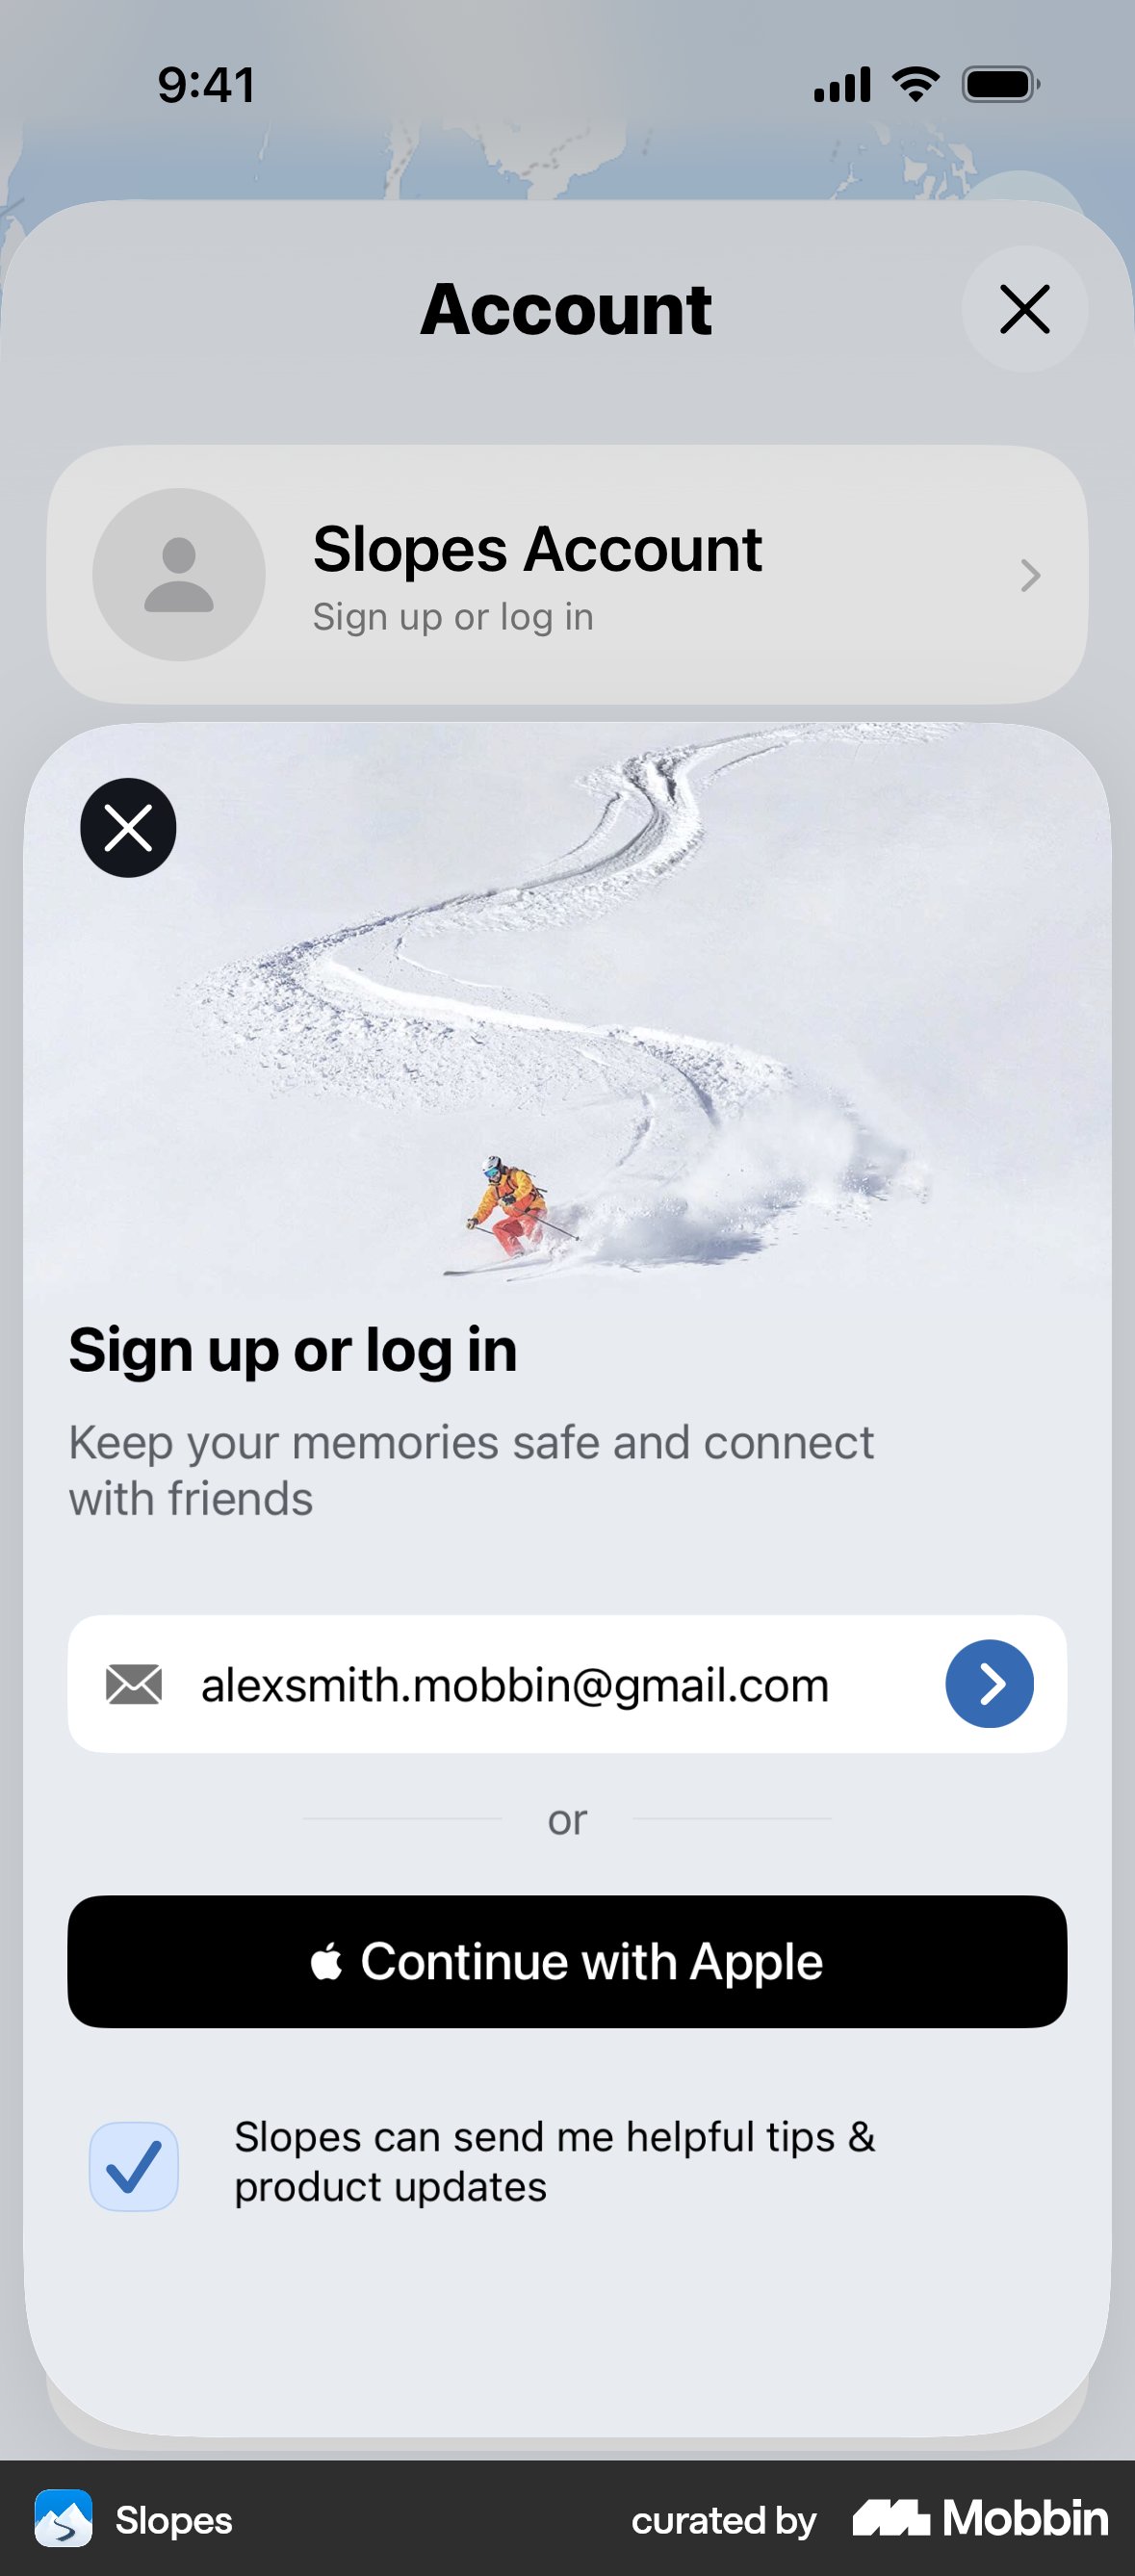 9:41
Account
Slopes Account
Sign up or log in
Sign up or log in
Keep your memories safe and connect
with friends
alexsmith.mobbin@gmail.com
or
Continue with Apple
Slopes can send me helpful tips &
product updates
Slopes
curated by Mobbin